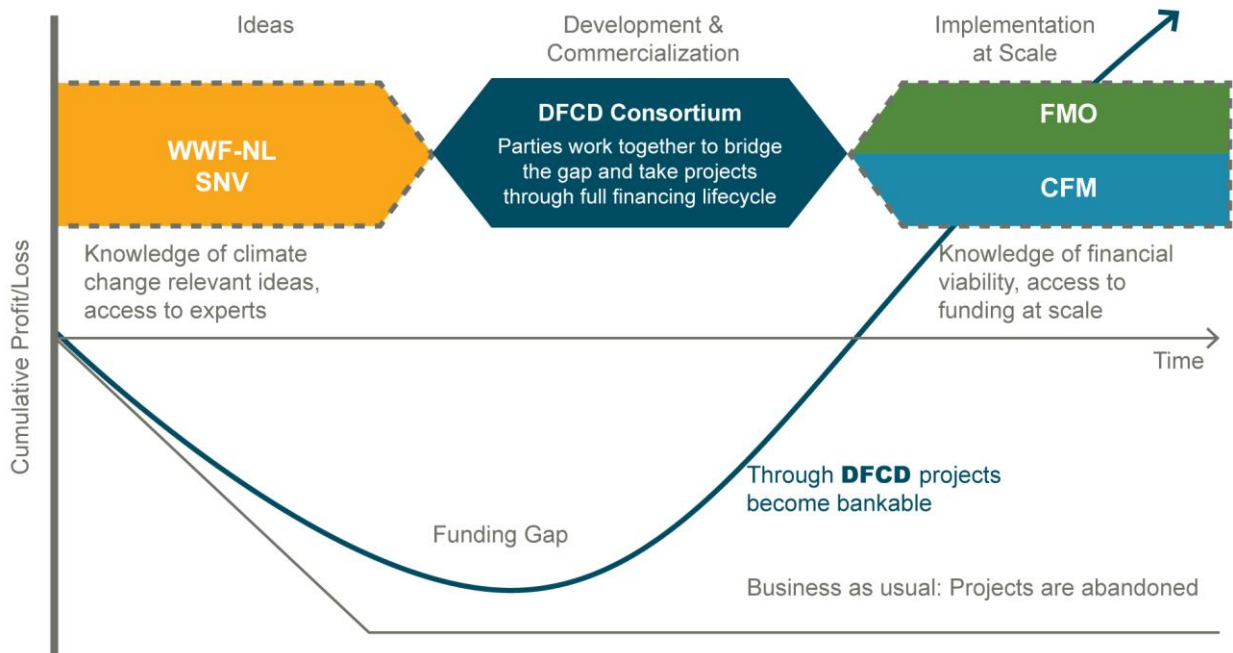 Ideas
Development &
Commercialization
Implementation
at Scale
WWF-NL
SNV
DFCD Consortium
Parties work together to bridge
the gap and take projects
through full financing lifecycle
FMO
CFM
Knowledge of climate
change relevant ideas,
access to experts
Knowledge of financial
viability, access to
funding at scale
Cumulative Profit/Loss
Time
Through DFCD projects
become bankable
Funding Gap
Business as usual: Projects are abandoned